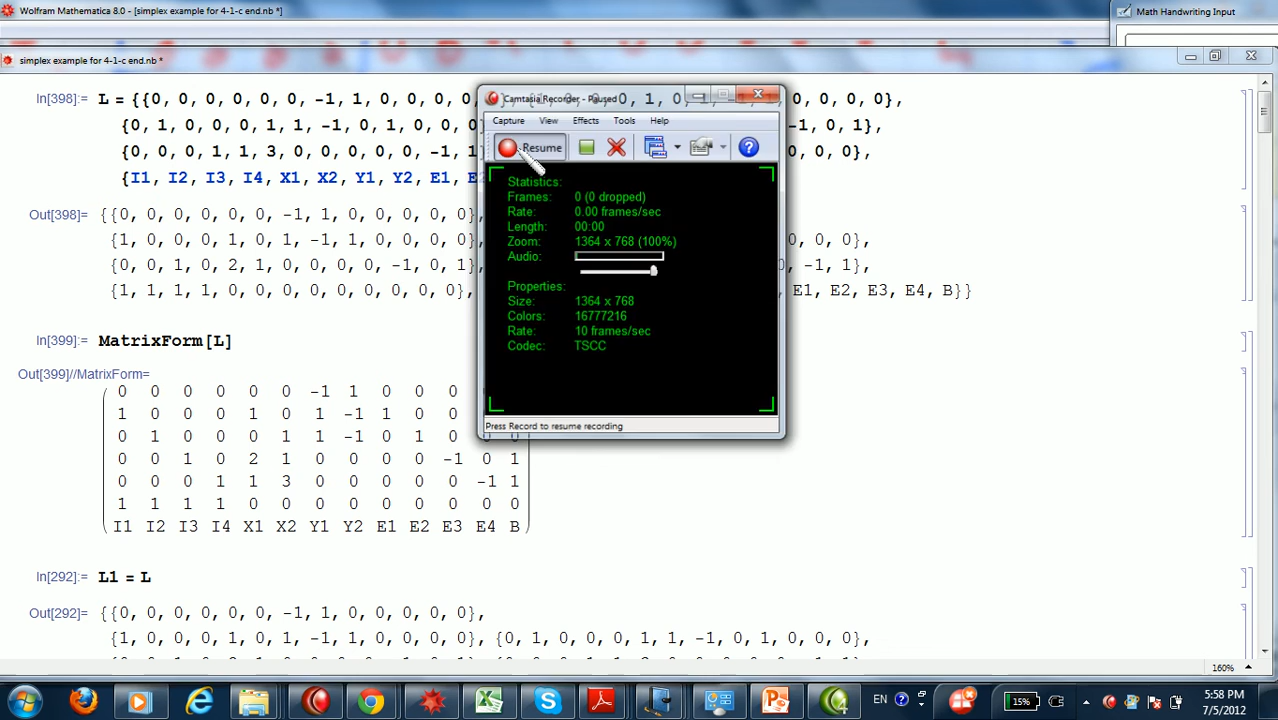 Wolfram Mathematica 8.0 - [simplex example for 4-1-c end.nb *]
Math Handwriting Input
simplex example for 4-1-c end.nb *
In[398]:= L = {{0, 0, 0, 0, 0, 0, -1, 1, 0, 0, 0, 0, 0}, 0, 0, 0, 0},
{0, 1, 0, 0, 0, 1, 1, -1, 0, 1, -1, 0, 1},
{0, 0, 0, 1, 1, 3, 0, 0, 0, 0, -1, 0, 0},
{I1, I2, I3, I4, X1, X2, Y1, Y2, E1, E
Out[398]= {{0, 0, 0, 0, 0, 0, -1, 1, 0, 0, 0, 0, 0},
{1, 0, 0, 0, 1, 0, 1, -1, 1, 0, 0, 0, 0},
{0, 0, 1, 0, 2, 1, 0, 0, 0, 0, -1, 0, 1}, -1, 1},
{1, 1, 1, 1, 0, 0, 0, 0, 0, 0, 0, 0, 0}, E1, E2, E3, E4, B}}
Camtasia Recorder - Paused
Capture View Effects Tools Help
Resume
Statistics:
Frames: 0 (0 dropped)
Rate: 0.00 frames/sec
Length: 00:00
Zoom: 1364 x 768 (100%)
Audio:
Properties:
Size: 1364 x 768
Colors: 16777216
Rate: 10 frames/sec
Codec: TSCC
Press Record to resume recording
In[399]:= MatrixForm[L]
Out[399]//MatrixForm=
0 0 0 0 0 0 -1 1 0 0 0
1 0 0 0 1 0 1 -1 1 0 0
0 1 0 0 0 1 1 -1 0 1 0 0 0
0 0 1 0 2 1 0 0 0 0 -1 0 1
0 0 0 1 1 3 0 0 0 0 0 -1 1
1 1 1 1 0 0 0 0 0 0 0 0 0
I1 I2 I3 I4 X1 X2 Y1 Y2 E1 E2 E3 E4 B
In[292]:= L1 = L
Out[292]= {{0, 0, 0, 0, 0, 0, -1, 1, 0, 0, 0, 0, 0},
{1, 0, 0, 0, 1, 0, 1, -1, 1, 0, 0, 0, 0}, {0, 1, 0, 0, 0, 1, 1, -1, 0, 1, 0, 0, 0},
160%
EN
15%
5:58 PM
7/5/2012